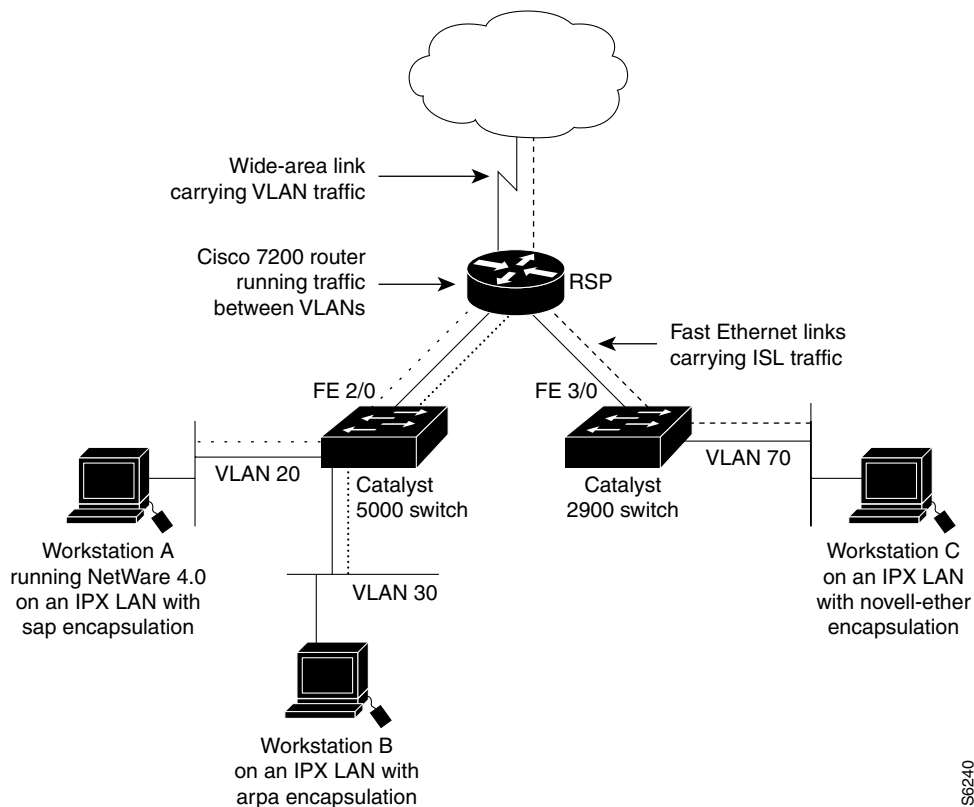 Wide-area link
carrying VLAN traffic
Cisco 7200 router
running traffic
between VLANs
RSP
Fast Ethernet links
carrying ISL traffic
FE 2/0
FE 3/0
VLAN 20
Catalyst
5000 switch
Catalyst
2900 switch
VLAN 70
Workstation A
running NetWare 4.0
on an IPX LAN with
sap encapsulation
VLAN 30
Workstation C
on an IPX LAN
with novell-ether
encapsulation
Workstation B
on an IPX LAN with
arpa encapsulation
S6240